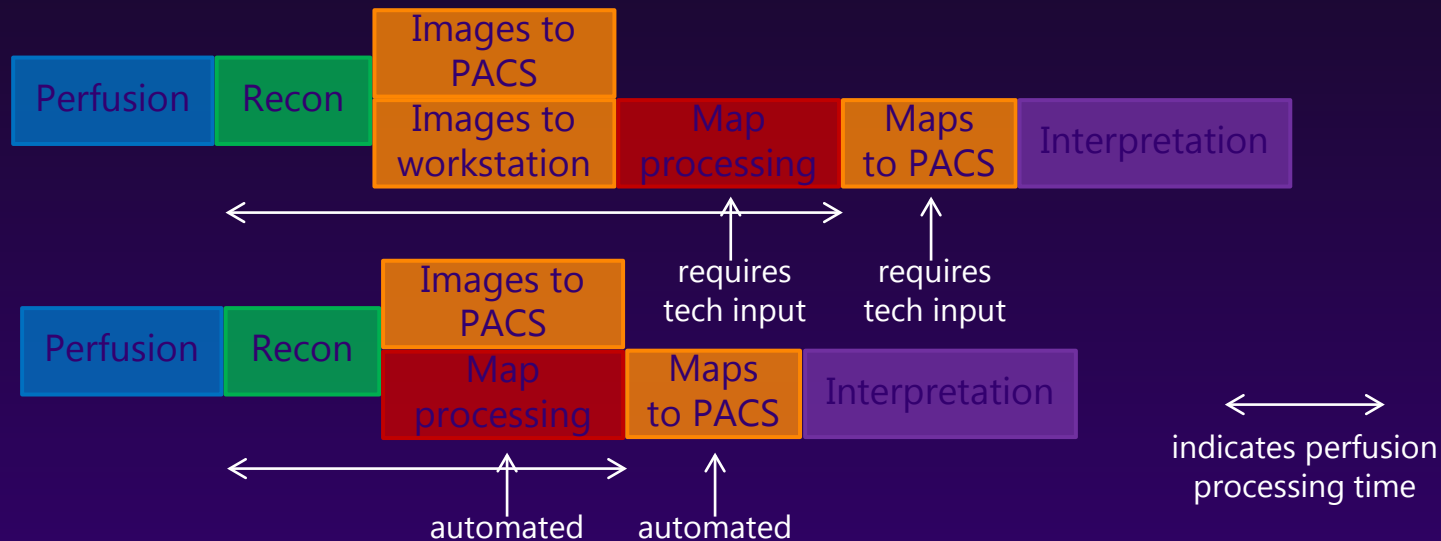 Perfusion
Recon
Images to
PACS
Images to
workstation
Map
processing
Maps
to PACS
Interpretation
requires
tech input
requires
tech input
Perfusion
Recon
Images to
PACS
Map
processing
Maps
to PACS
Interpretation
automated
automated
indicates perfusion
processing time